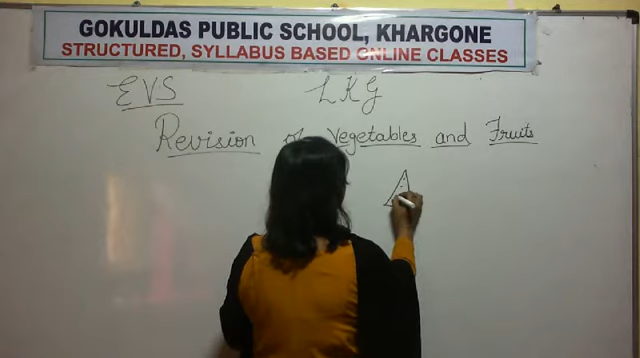 GOKULDAS PUBLIC SCHOOL, KHARGONE
STRUCTURED, SYLLABUS BASED ONLINE CLASSES
EVS LKG
Revision of Vegetables and Fruits